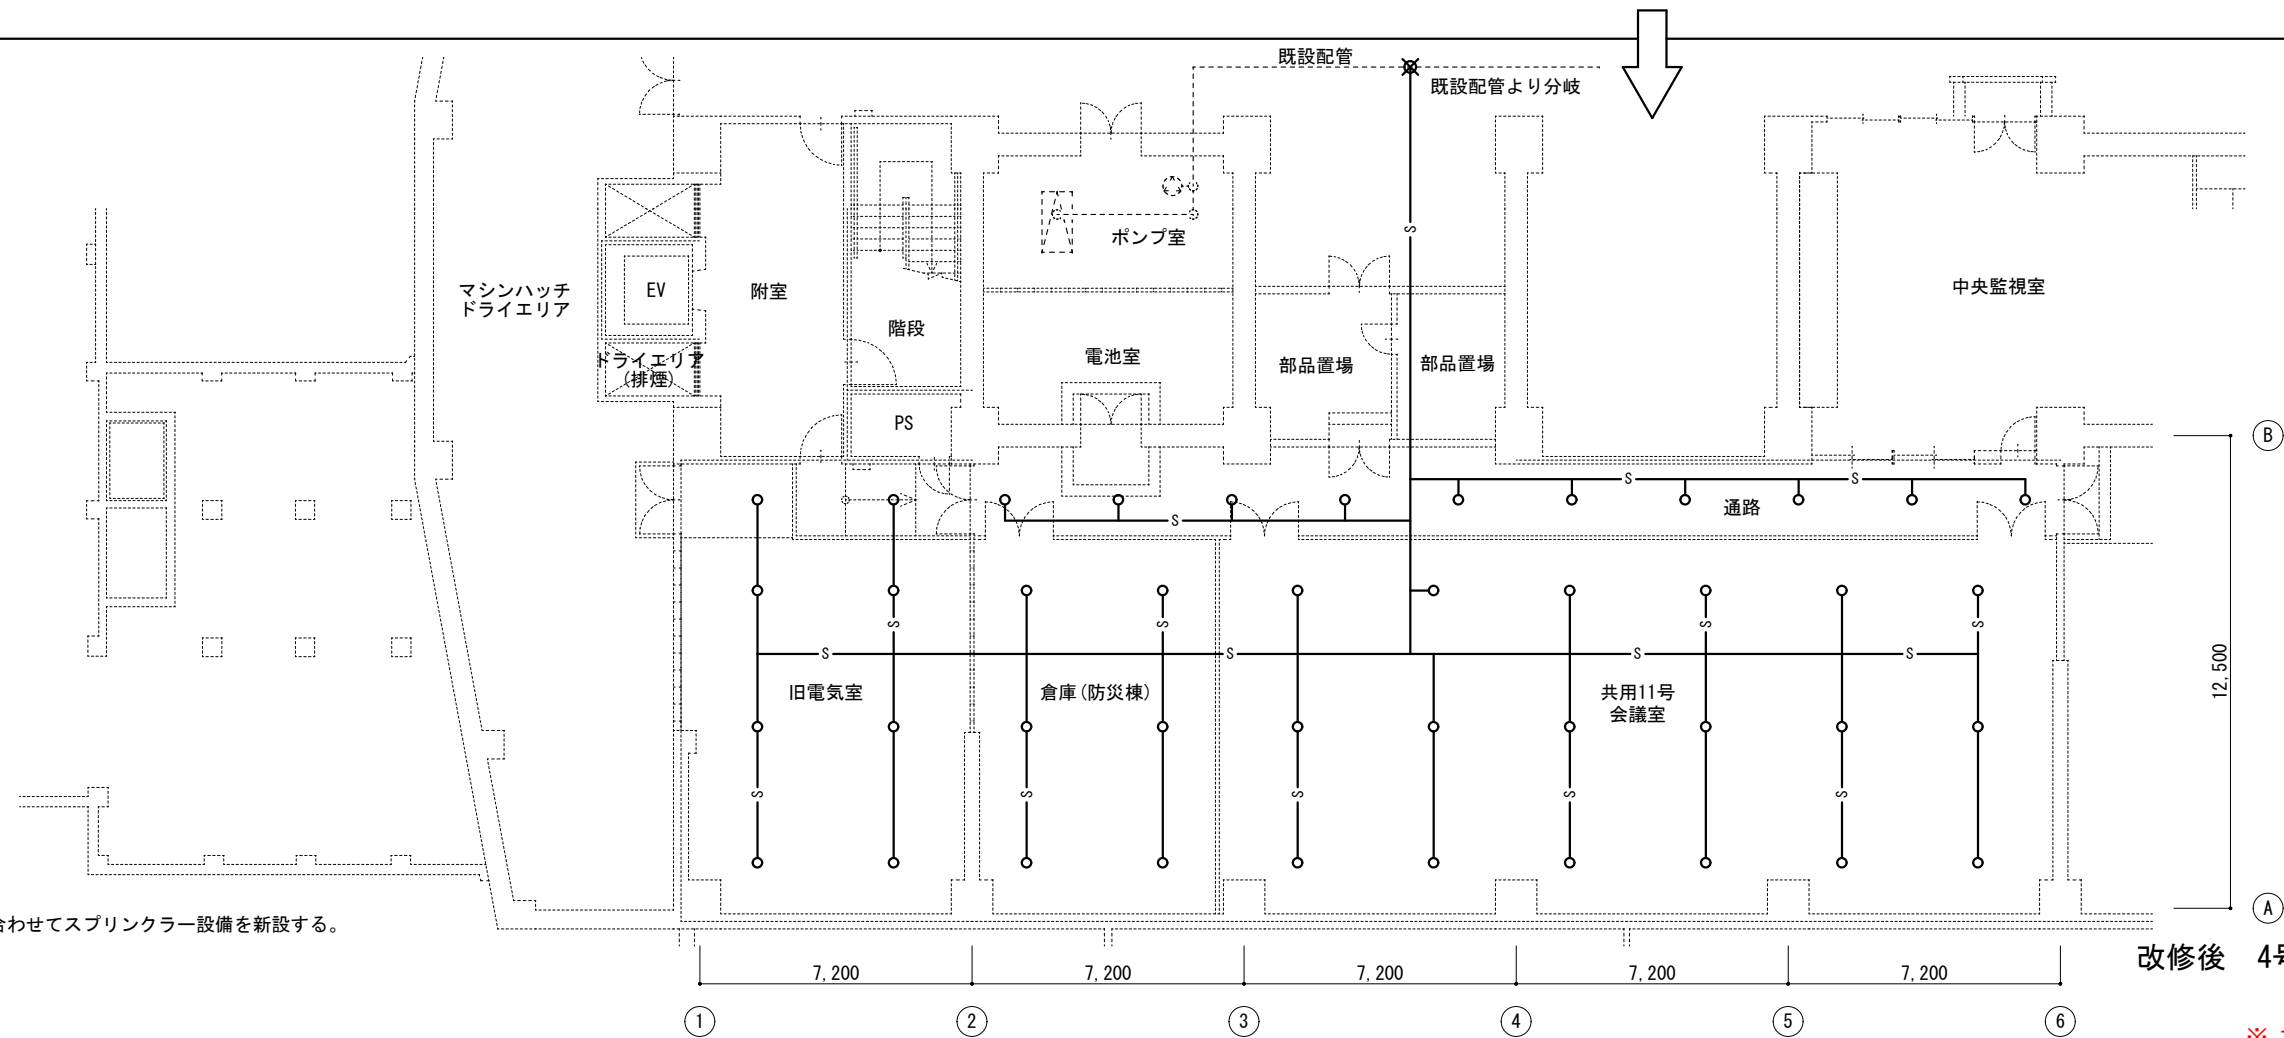 既設配管
既設配管より分岐
S
ポンプ室
マシンハッチ
ドライエリア
EV
附室
中央監視室
階段
ドライエリア
(排煙)
電池室
部品置場
部品置場
PS
B
S
S
通路
S
S
S
S
S
S
S
S
S
12,500
旧電気室
倉庫(防災棟)
共用11号
会議室
S
S
S
S
S
A
合わせてスプリンクラー設備を新設する。
改修後 4号
7,200
7,200
7,200
7,200
7,200
1
2
3
4
5
6
※